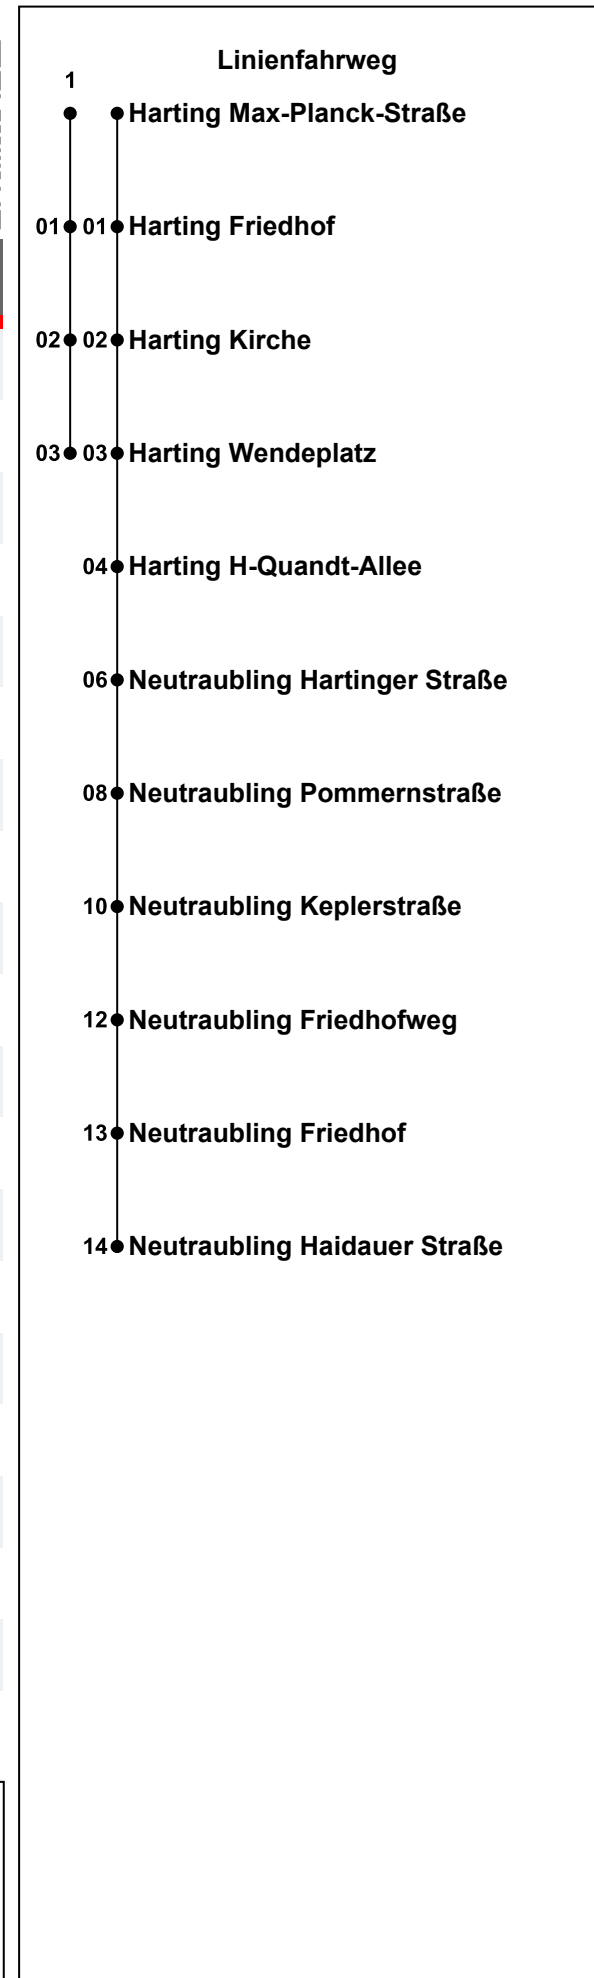 Linienfahrweg
1
Harting Max-Planck-Straße
01 01 Harting Friedhof
02 02 Harting Kirche
03 03 Harting Wendeplatz
04 Harting H-Quandt-Allee
06 Neutraubling Hartinger Straße
08 Neutraubling Pommernstraße
10 Neutraubling Keplerstraße
12 Neutraubling Friedhofweg
13 Neutraubling Friedhof
14 Neutraubling Haidauer Straße